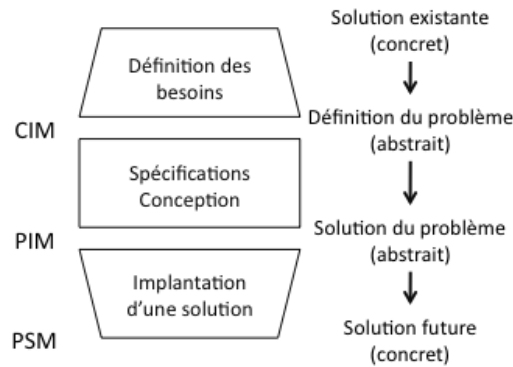 Solution existante
(concret)
Définition des
besoins
CIM
Définition du problème
(abstrait)
Spécifications
Conception
PIM
Solution du problème
(abstrait)
Implantation
d'une solution
PSM
Solution future
(concret)